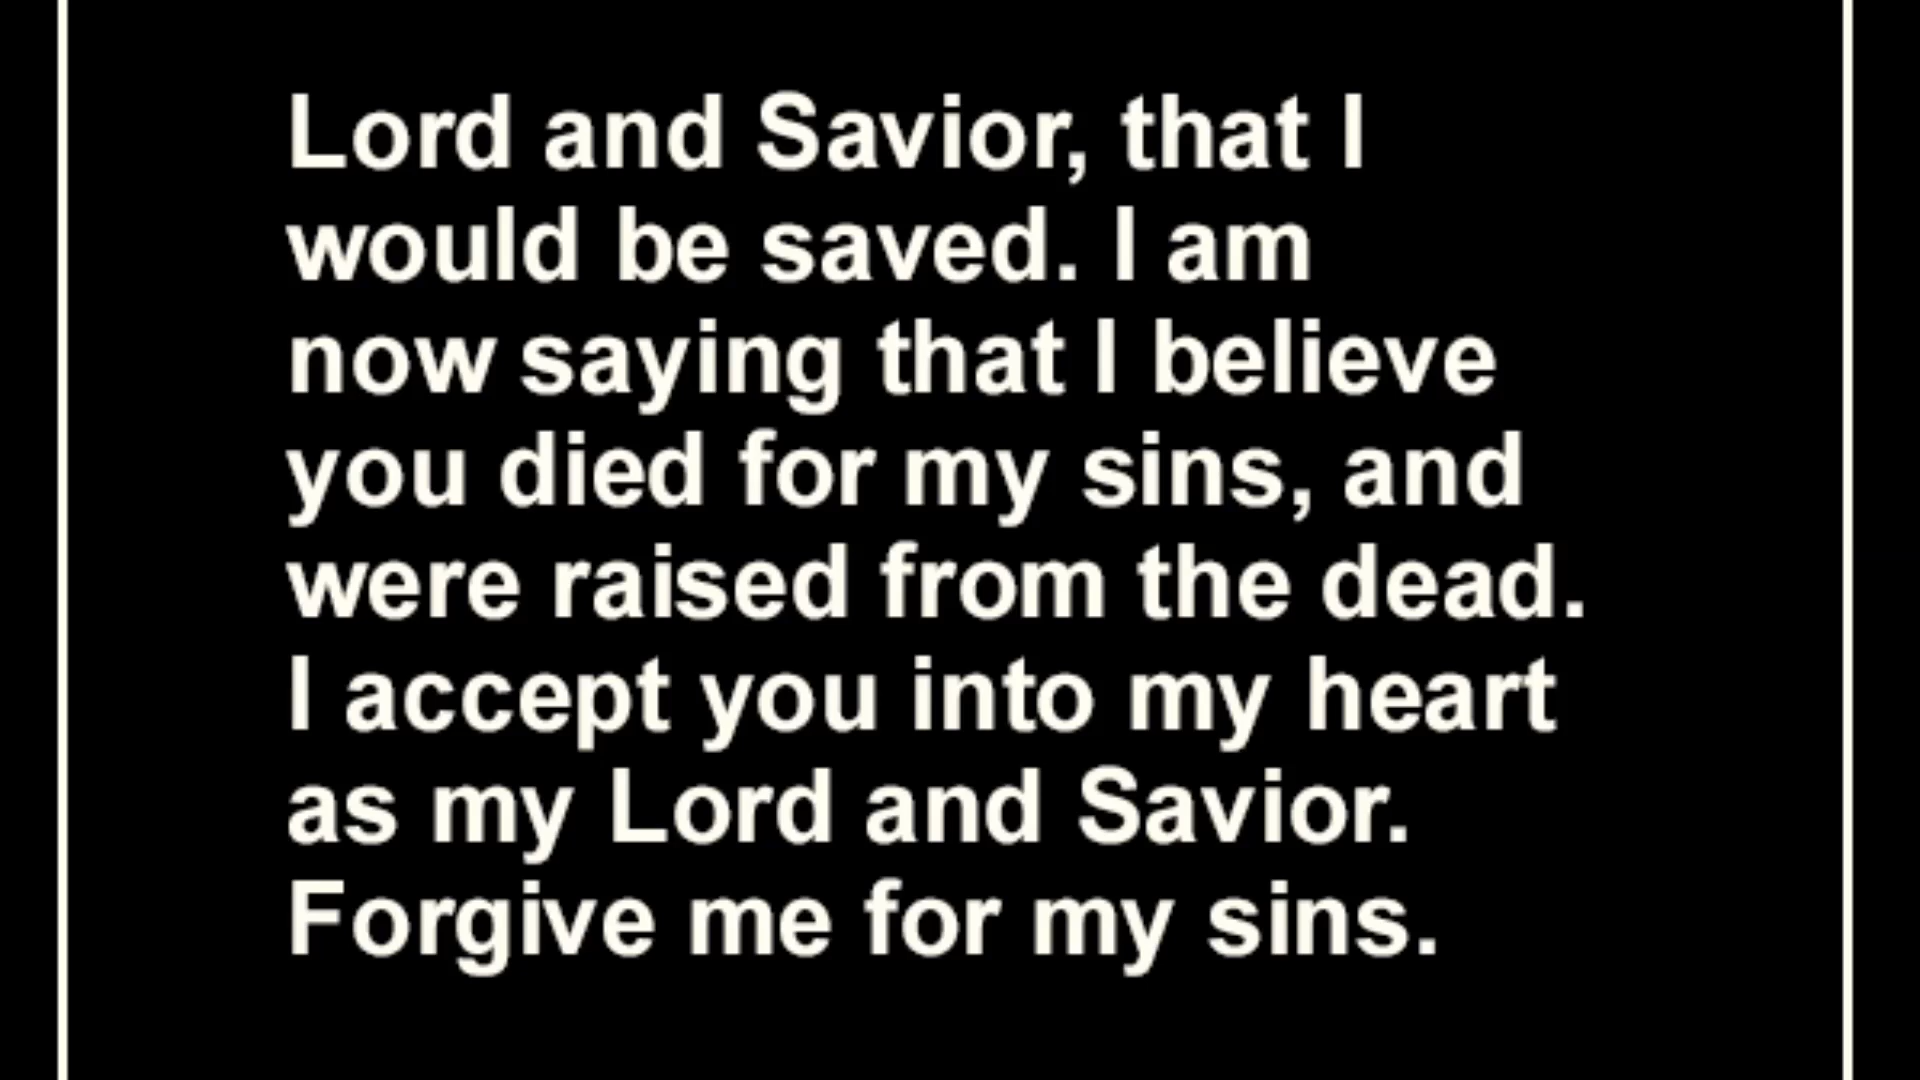 Lord and Savior, that I
would be saved. I am
now saying that I believe
you died for my sins, and
were raised from the dead.
I accept you into my heart
as my Lord and Savior.
Forgive me for my sins.